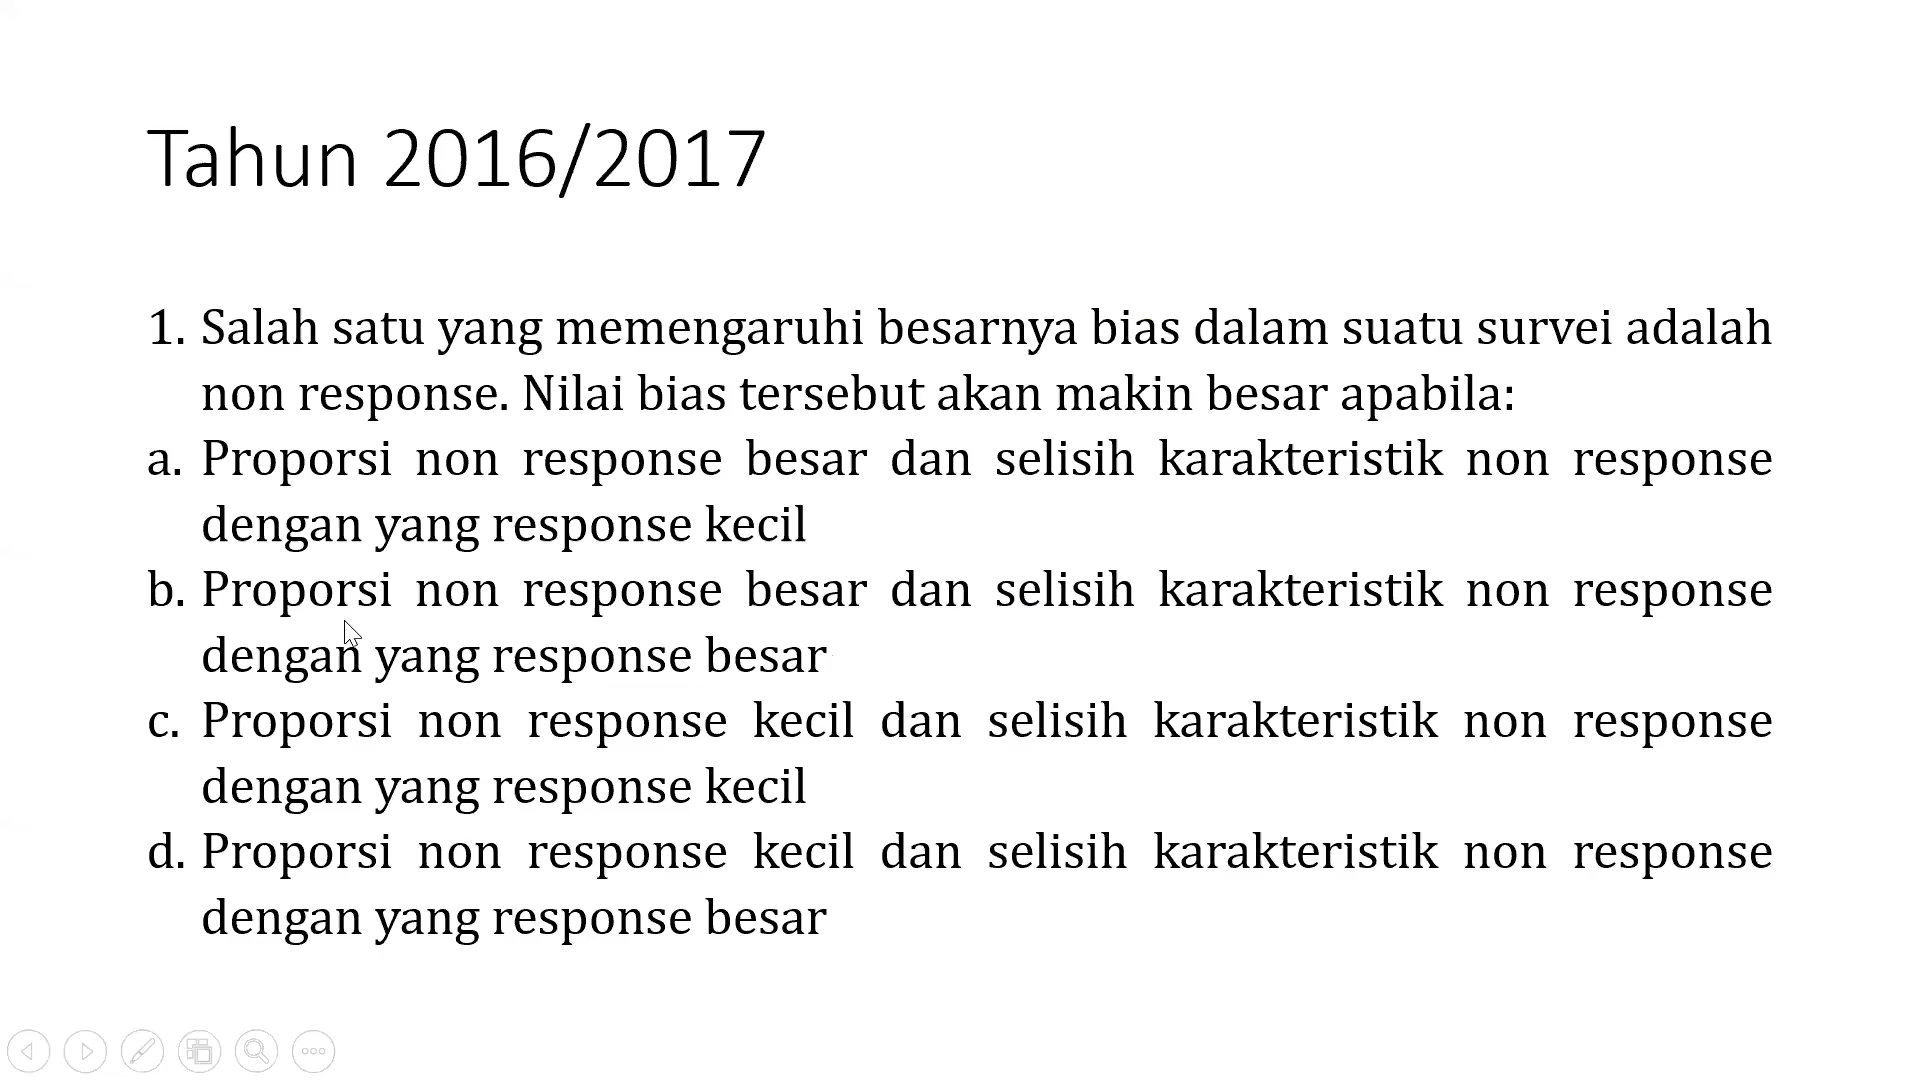 Tahun 2016/2017
1. Salah satu yang memengaruhi besarnya bias dalam suatu survei adalah
non response. Nilai bias tersebut akan makin besar apabila:
a. Proporsi non response besar dan selisih karakteristik non response
dengan yang response kecil
b. Proporsi non response besar dan selisih karakteristik non response
dengan yang response besar
c. Proporsi non response kecil dan selisih karakteristik non response
dengan yang response kecil
d. Proporsi non response kecil dan selisih karakteristik non response
dengan yang response besar